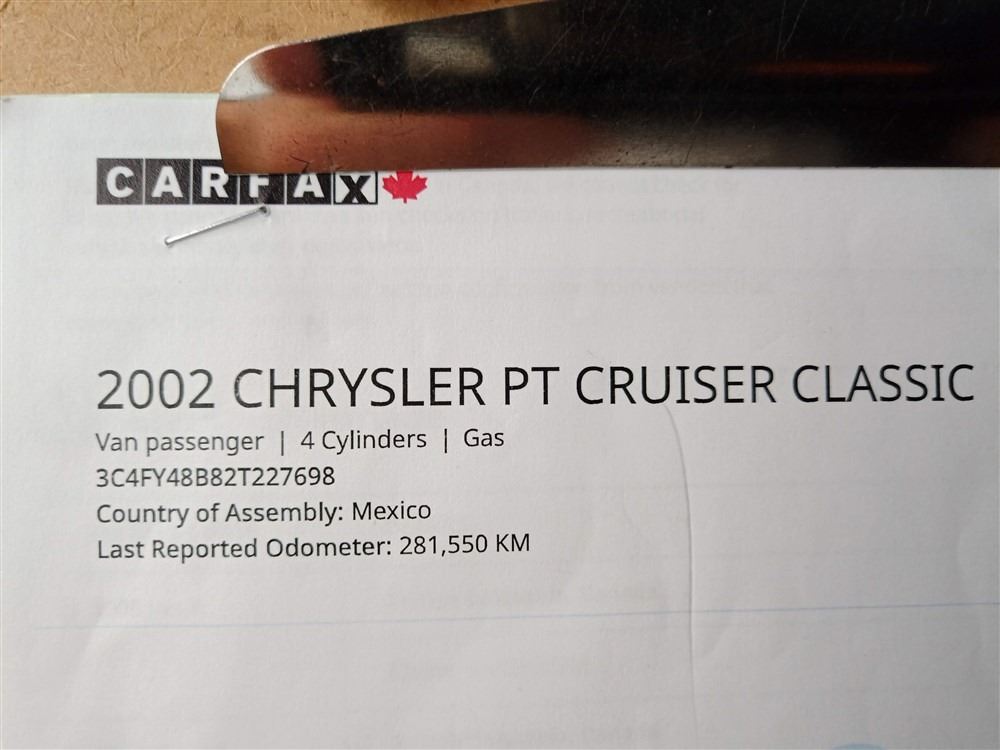 CARFAX
2002 CHRYSLER PT CRUISER CLASSIC
Van passenger | 4 Cylinders | Gas
3C4FY48B82T227698
Country of Assembly: Mexico
Last Reported Odometer: 281,550 KM